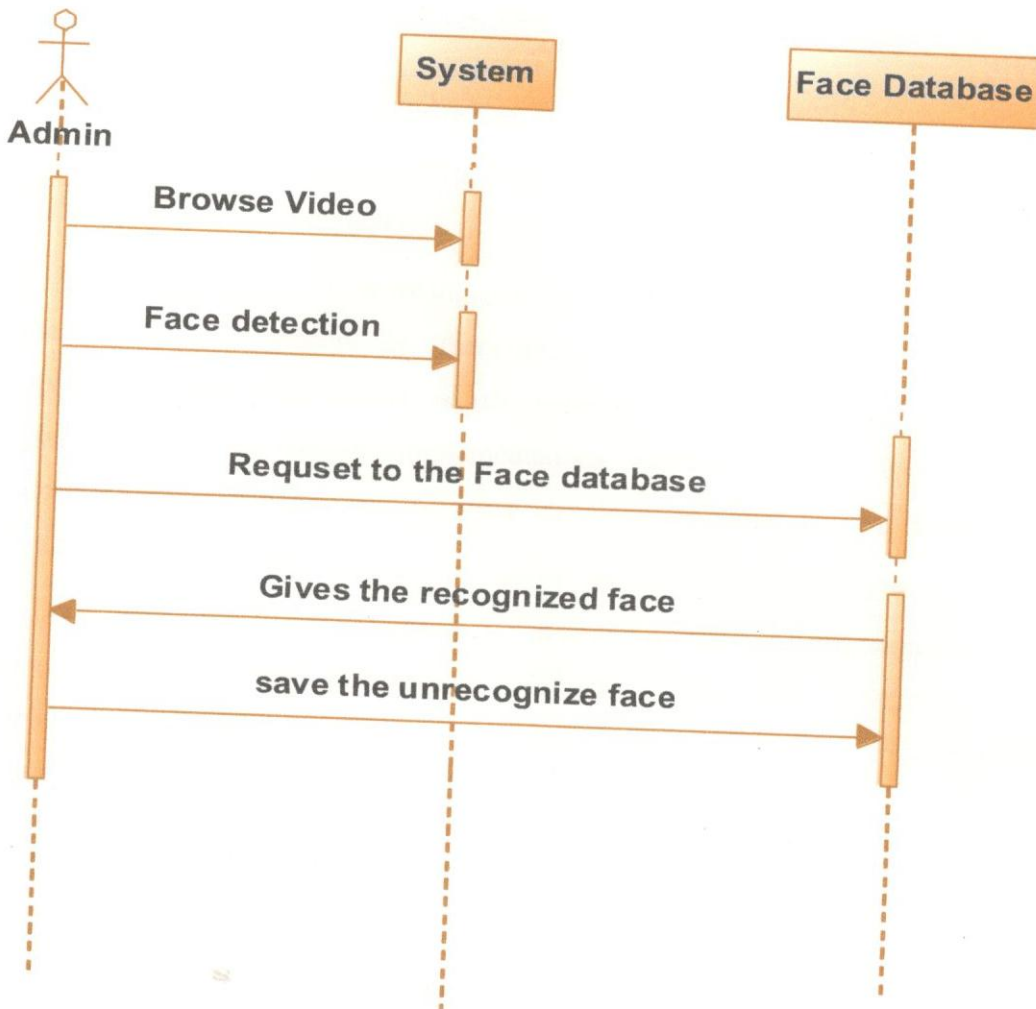 System
Face Database
Admin
Browse Video
Face detection
Requset to the Face database
Gives the recognized face
save the unrecognize face